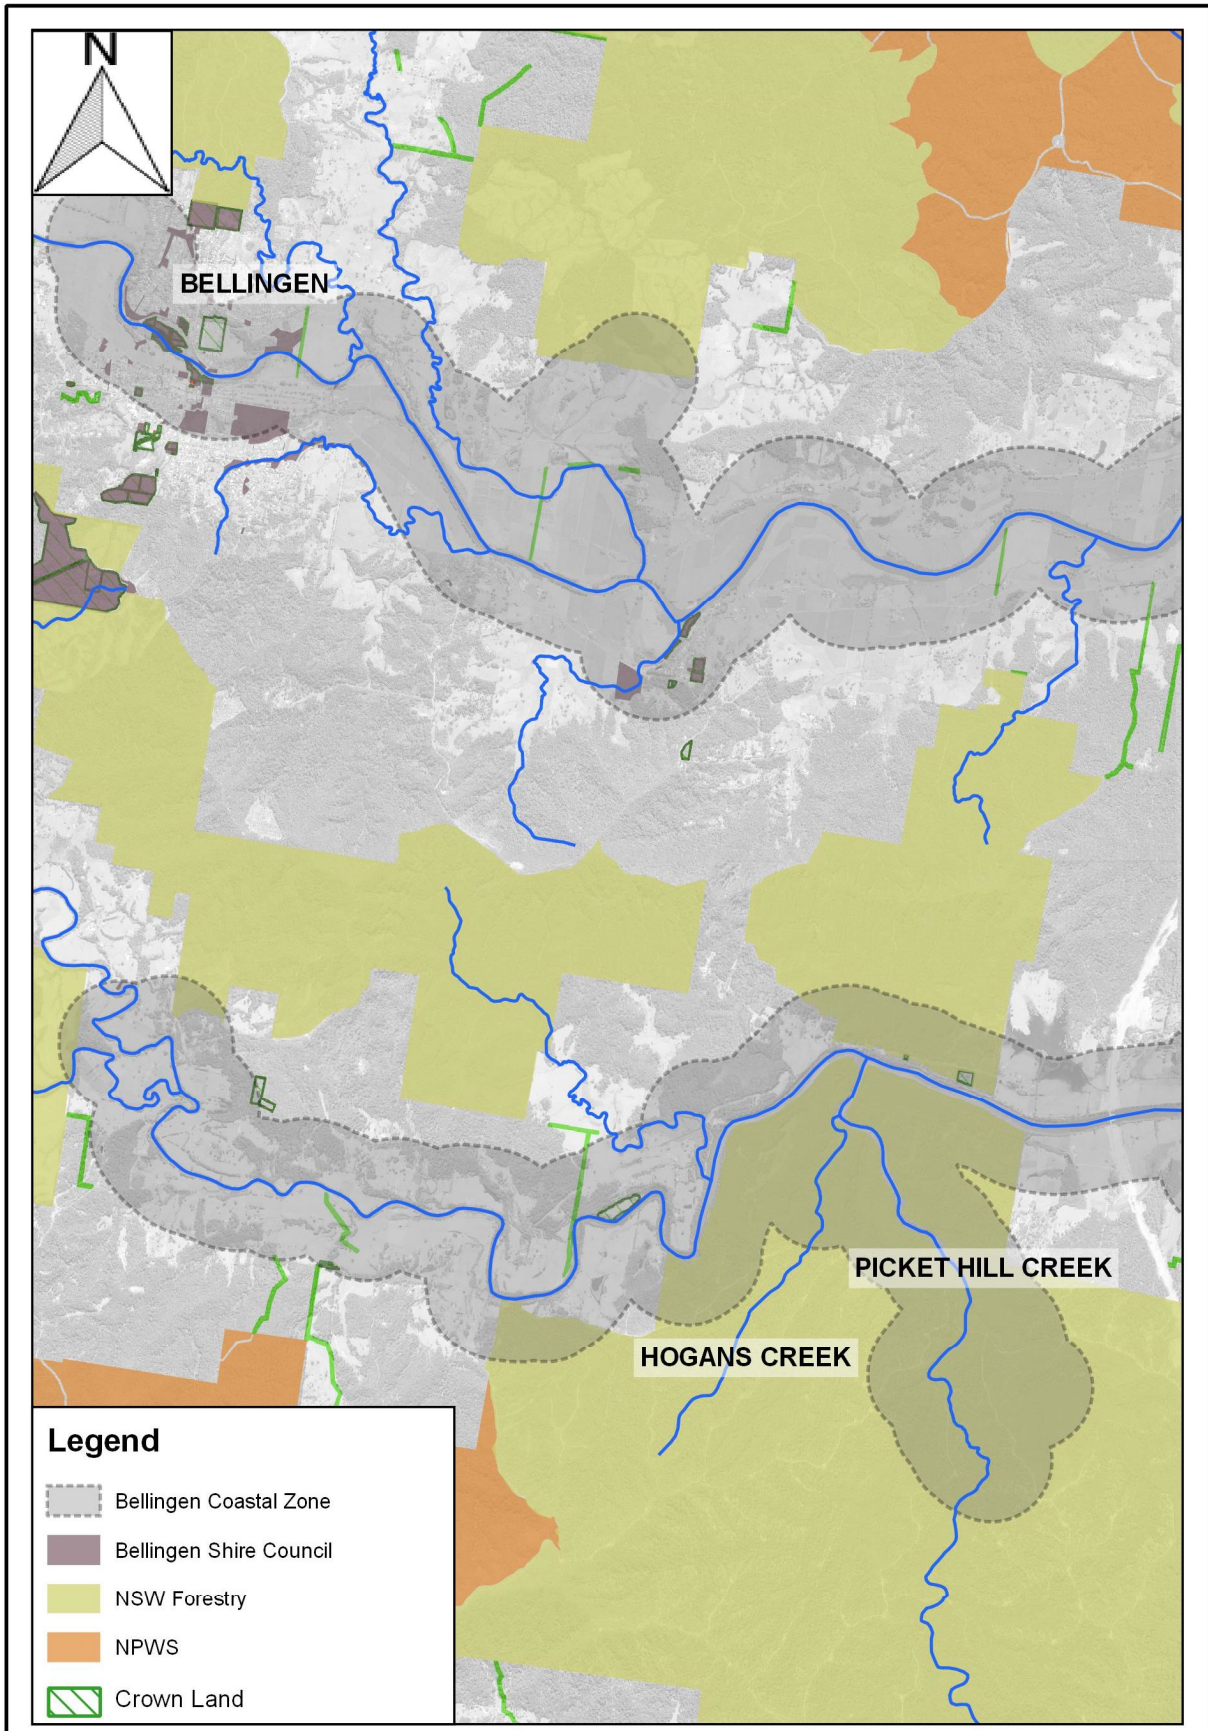 N
BELLINGEN
PICKET HILL CREEK
HOGANS CREEK
Legend
Bellingen Coastal Zone
Bellingen Shire Council
NSW Forestry
NPWS
Crown Land